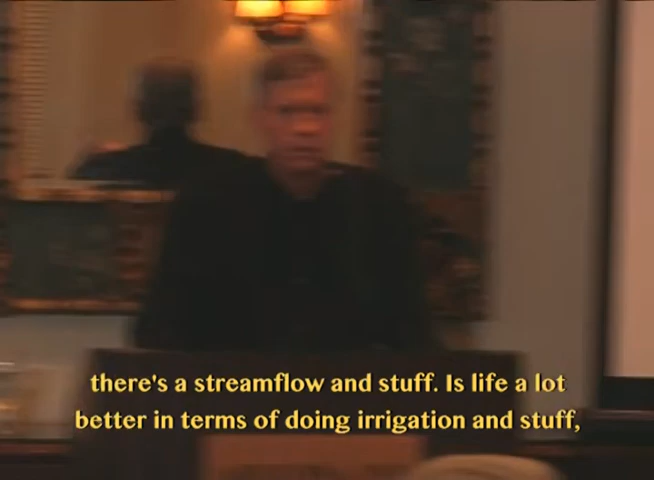 there's a streamflow and stuff. Is life a lot
better in terms of doing irrigation and stuff,